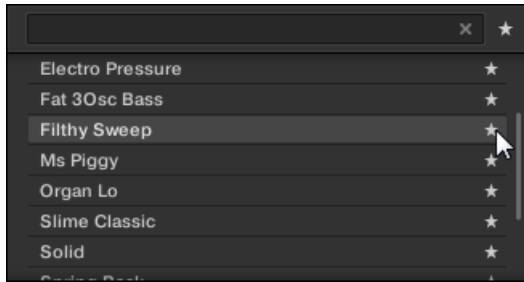 Electro Pressure
Fat 3Osc Bass
Filthy Sweep
Ms Piggy
Organ Lo
Slime Classic
Solid